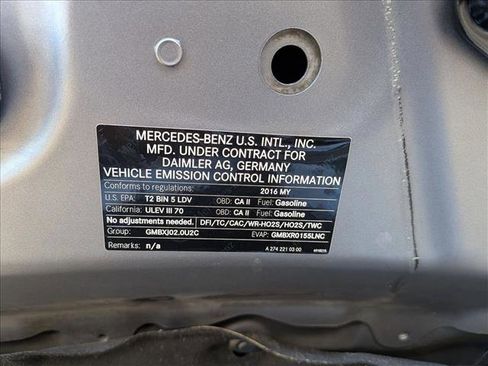 MERCEDES-BENZ U.S. INTL., INC.
MFD. UNDER CONTRACT FOR
DAIMLER AG, GERMANY
VEHICLE EMISSION CONTROL INFORMATION
Conforms to regulations: 2016 MY
U.S. EPA: T2 BIN 5 LDV OBD: CA II Fuel: Gasoline
California: ULEV III 70 OBD: CA II Fuel: Gasoline
No adjustments needed. DFI/TC/CAC/WR-HO2S/HO2S/TWC
Group: GMBXJ02.0U2C EVAP: GMBXR0155LNC
Remarks: n/a A 274 221 03 00